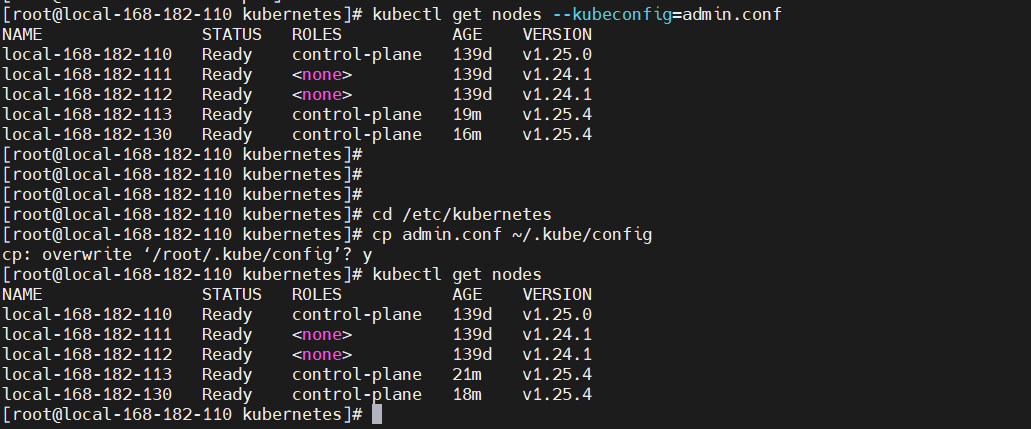 [root@local-168-182-110 kubernetes]# kubectl get nodes --kubeconfig=admin.conf
NAME                STATUS   ROLES           AGE    VERSION
local-168-182-110   Ready    control-plane   139d   v1.25.0
local-168-182-111   Ready    <none>          139d   v1.24.1
local-168-182-112   Ready    <none>          139d   v1.24.1
local-168-182-113   Ready    control-plane   19m    v1.25.4
local-168-182-130   Ready    control-plane   16m    v1.25.4
[root@local-168-182-110 kubernetes]#
[root@local-168-182-110 kubernetes]#
[root@local-168-182-110 kubernetes]#
[root@local-168-182-110 kubernetes]# cd /etc/kubernetes
[root@local-168-182-110 kubernetes]# cp admin.conf ~/.kube/config
cp: overwrite ‘/root/.kube/config’? y
[root@local-168-182-110 kubernetes]# kubectl get nodes
NAME                STATUS   ROLES           AGE    VERSION
local-168-182-110   Ready    control-plane   139d   v1.25.0
local-168-182-111   Ready    <none>          139d   v1.24.1
local-168-182-112   Ready    <none>          139d   v1.24.1
local-168-182-113   Ready    control-plane   21m    v1.25.4
local-168-182-130   Ready    control-plane   18m    v1.25.4
[root@local-168-182-110 kubernetes]#